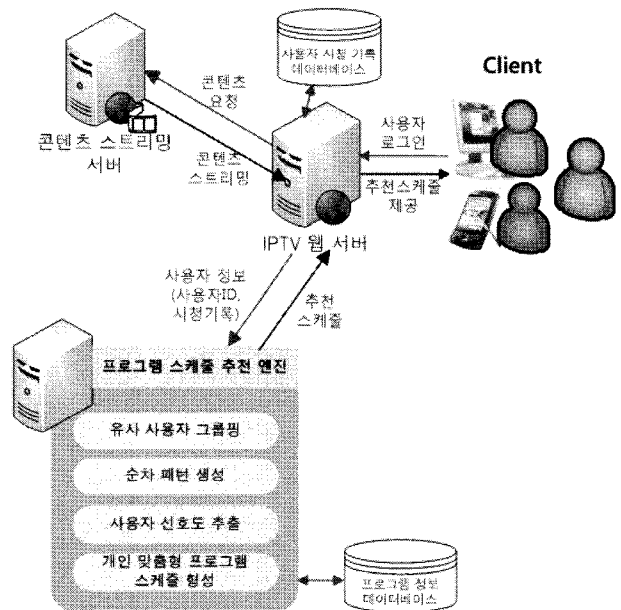 사용자 시청 기록
데이터베이스
Client
콘텐츠
요청
사용자
로그인
콘텐츠 스트리밍
서버
콘텐츠
스트리밍
추천스케줄
제공
IPTV 웹 서버
사용자 정보
(사용자ID,
시청기록)
추천
스케줄
프로그램 스케줄 추천 엔진
유사 사용자 그룹핑
순차 패턴 생성
사용자 선호도 추출
개인 맞춤형 프로그램
스케줄 형성
프로그램 정보
데이터베이스